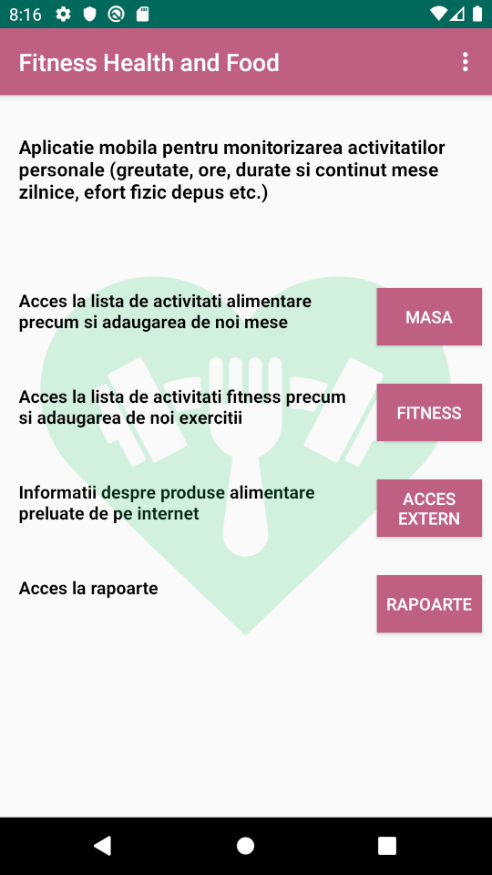 8:16
Fitness Health and Food
Aplicatie mobila pentru monitorizarea activitatilor
personale (greutate, ore, durate si continut mese
zilnice, efort fizic depus etc.)
Acces la lista de activitati alimentare
precum si adaugarea de noi mese
MASA
Acces la lista de activitati fitness precum
si adaugarea de noi exercitii
FITNESS
Informatii despre produse alimentare
preluate de pe internet
ACCES
EXTERN
Acces la rapoarte
RAPOARTE